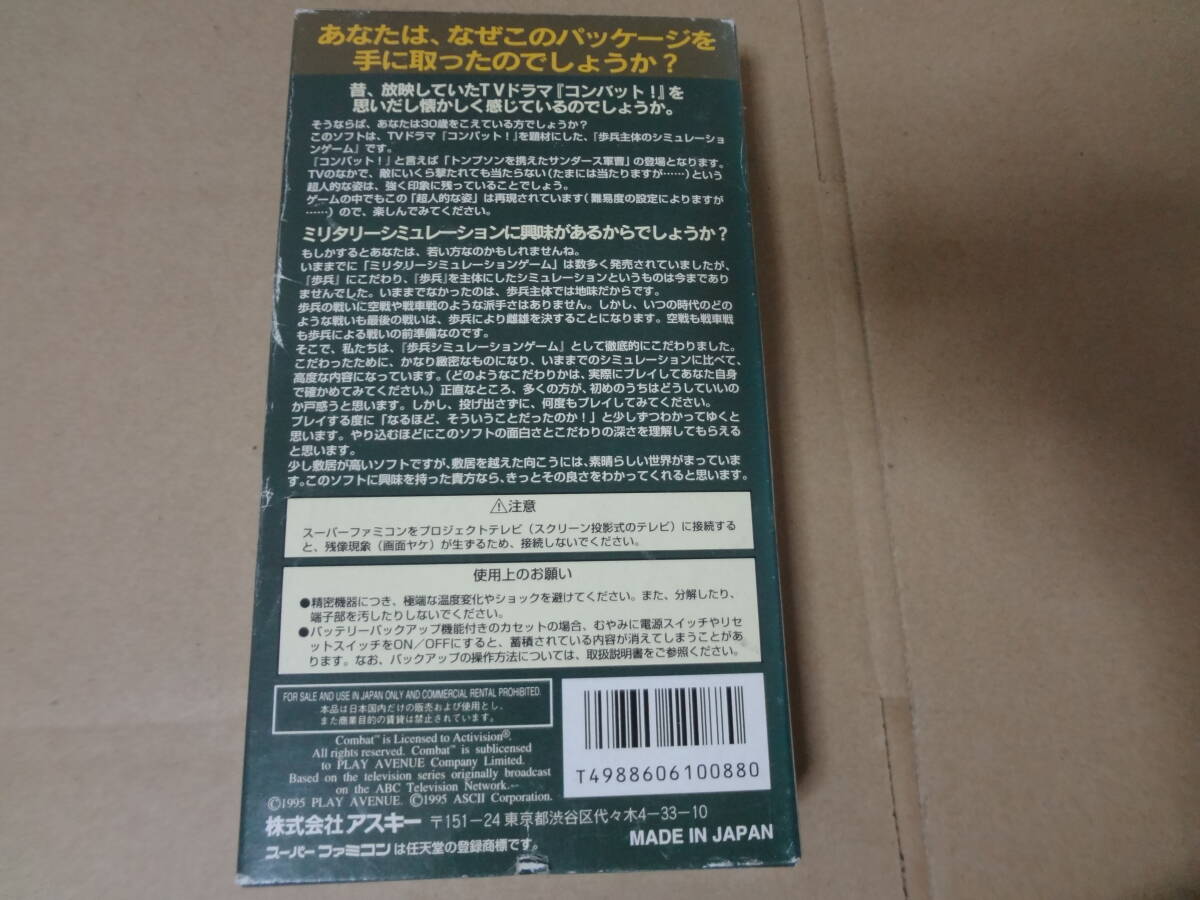 あなたは、なぜこのパッケージを
手に取ったのでしょうか？
昔、放映していたTVドラマ『コンバット！』を
思いだし懐かしく感じているのでしょうか。
そうならば、あなたは30歳をこえている方でしょうか？
このソフトは、TVドラマ『コンバット！』を題材にした、『歩兵主体のシミュレーショ
ンゲーム』です。
『コンバット！』と言えば「トンプソンを携えたサンダース軍曹」の登場となります。
TVのなかで、敵にいくら撃たれても当たらない(たまには当たりますが……)という
超人的な姿は、強く印象に残っていることでしょう。
ゲームの中でもこの「超人的な姿」は再現されています(難易度の設定によりますが
……)ので、楽しんでみてください。
ミリタリーシミュレーションに興味があるからでしょうか？
もしかするとあなたは、若い方なのかもしれませんね。
いままでに「ミリタリーシミュレーションゲーム」は数多く発売されていましたが、
『歩兵』にこだわり、『歩兵』を主体にしたシミュレーションというものは今までであり
ませんでした。いままでなかったのは、歩兵主体では地味だからです。
歩兵の戦いに空戦や戦車戦のような派手さはありません。しかし、いつの時代のどの
ような戦いも最後の戦いは、歩兵により雌雄を決することになります。空戦も戦車戦
も歩兵による戦いの前準備なのです。
そこで、私たちは、『歩兵シミュレーションゲーム』として徹底的にこだわりました。
こだわったために、かなり緻密なものになり、いままでのシミュレーションに比べて、
高度な内容になっています。(どのようなこだわりかは、実際にプレイしてあなた自身
で確かめてみてください。)正直なところ、多くの方が、初めのうちはどうしていいの
か戸惑うと思います。しかし、投げ出さずに、何度もプレイしてみてください。
プレイする度に「なるほど、そういうことだったのか！」と少しずつわかってゆくと
思います。やり込むほどにこのソフトの面白さとこだわりの深さを理解してもらえる
と思います。
少し敷居が高いソフトですが、敷居を越えた向こうには、素晴らしい世界がまっていま
す。このソフトに興味を持った貴方なら、きっとその良さをわかってくれると思います。
⚠注意
スーパーファミコンをプロジェクトテレビ（スクリーン投影式のテレビ）に接続する
と、残像現象（画面ヤケ）が生ずるため、接続しないでください。
使用上のお願い
●精密機器につき、極端な温度変化やショックを避けてください。また、分解したり、
端子部を汚したりしないでください。
●バッテリーバックアップ機能付きのカセットの場合、むやみに電源スイッチやリセ
ットスイッチをON／OFFにすると、蓄積されている内容が消えてしまうことがあ
ります。なお、バックアップの操作方法については、取扱説明書をご参照ください。
FOR SALE AND USE IN JAPAN ONLY AND COMMERCIAL RENTAL PROHIBITED.
本品は日本国内だけの販売および使用とし、
また商業目的の賃貸は禁止されています。
Combat™ is Licensed to Activision®.
All rights reserved. Combat™ is sublicensed
to PLAY AVENUE Company Limited.
Based on the television series originally broadcast
on the ABC Television Network.
©1995 PLAY AVENUE. ©1995 ASCII Corporation.
T4988606100880
株式会社アスキー 〒151−24 東京都渋谷区代々木4−33−10
スーパーファミコンは任天堂の登録商標です。
MADE IN JAPAN